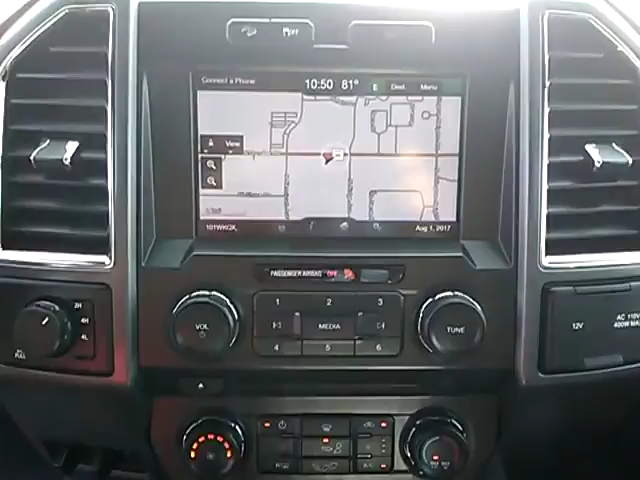 OFF
Connect a Phone
10:50 81° E Dest Menu
View
Aug 1, 2017
PASSENGER AIRBAG OFF
1 2 3
VOL
MEDIA
TUNE
4 5 6
2H
4H
4L
PULL
12V
AC 110V
400W MAX
A/C